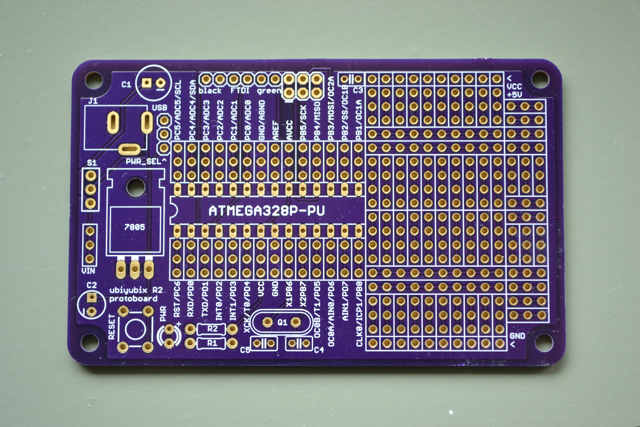 C1
black FTDI green
C3
<
VCC
+5V
J1
USB
PC5/ADC5/SCL
PC4/ADC4/SDA
PC3/ADC3
PC2/ADC2
PC1/ADC1
PC0/ADC0
GND/AGND
AREF
AVCC
PB5/SCK
PB4/MISO
PB3/MOSI/OC2A
PB2/SS/OC1B
PB1/OC1A
PWR_SEL^
S1
ATMEGA328P-PU
7805
VIN
C2
ubiyubix R2
protoboard
RESET
PWR
+
RST/PC6
RXD/PD0
TXD/PD1
INT0/PD2
INT1/PD3
XCK/T0/PD4
VCC
GND
X1PB6
X2PB7
OC0B/T1/PD5
OC0A/AIN0/PD6
AIN1/PD7
CLK0/ICP1/PB0
R2
R1
Q1
C5
C4
GND
<